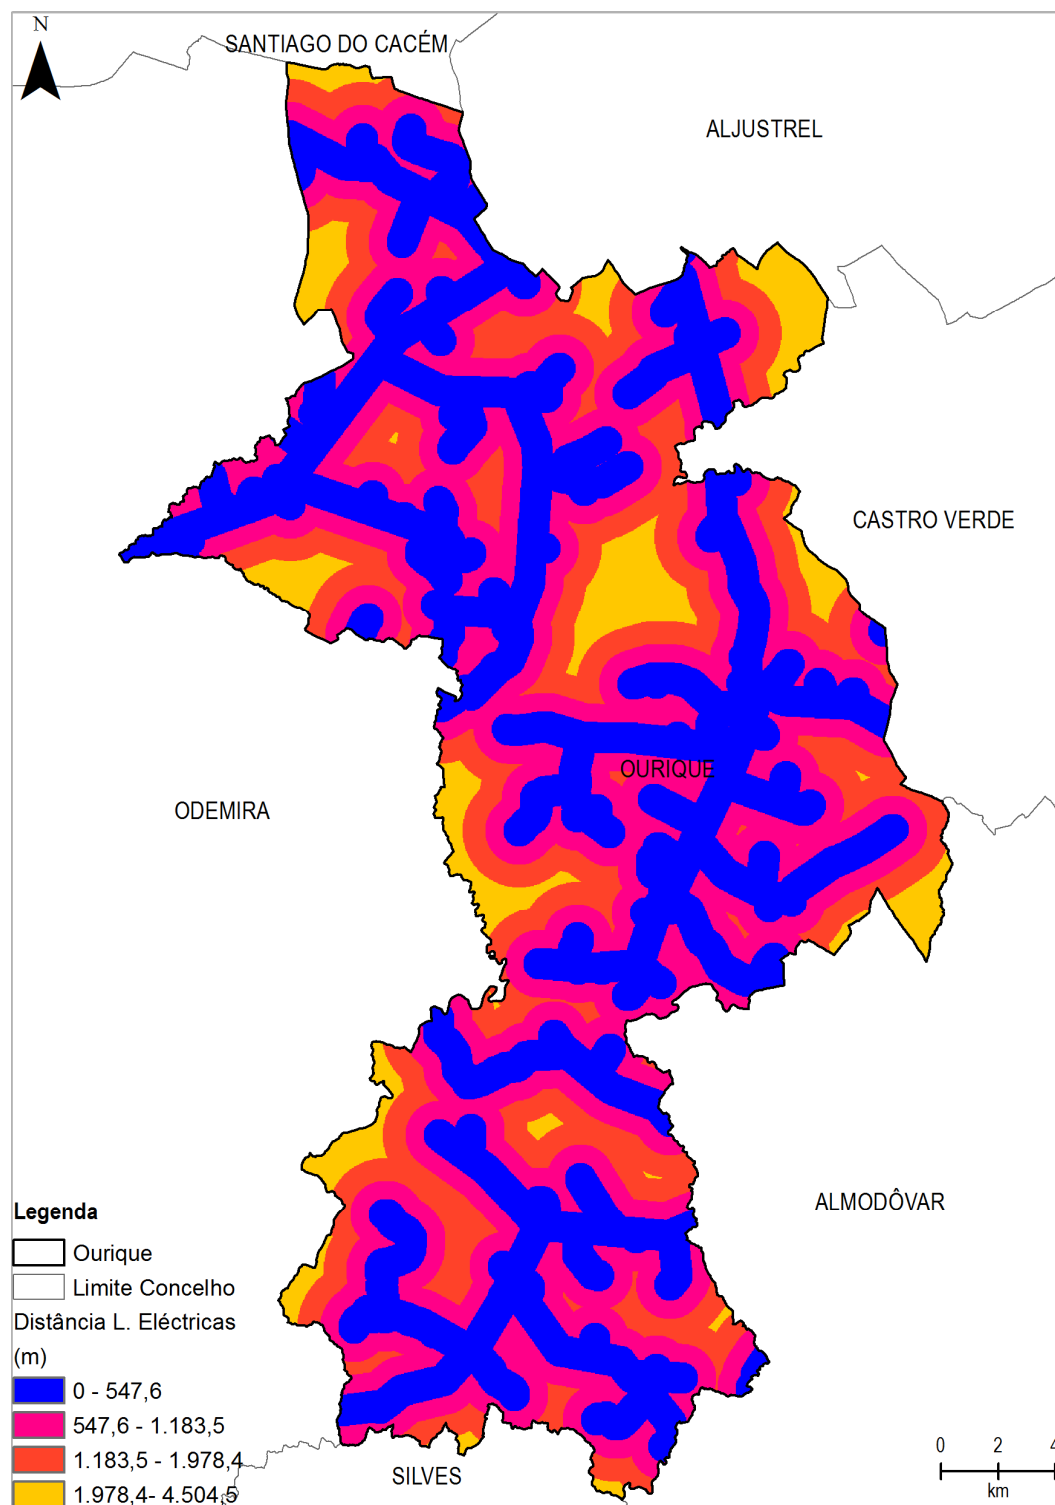 N
SANTIAGO DO CACÉM
ALJUSTREL
CASTRO VERDE
OURIQUE
ODEMIRA
ALMODÔVAR
SILVES
Legenda
Ourique
Limite Concelho
Distância L. Eléctricas
(m)
0 - 547,6
547,6 - 1.183,5
1.183,5 - 1.978,4
1.978,4- 4.504,5
0 2 4
km